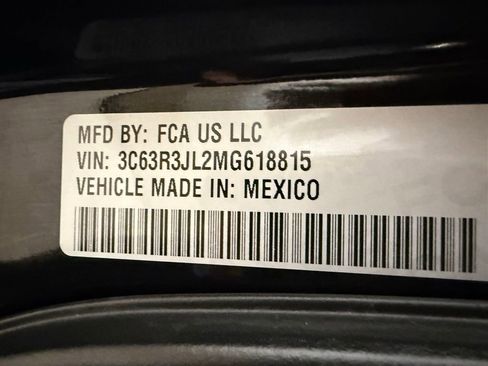 MFD BY: FCA US LLC
VIN: 3C63R3JL2MG618815
VEHICLE MADE IN: MEXICO